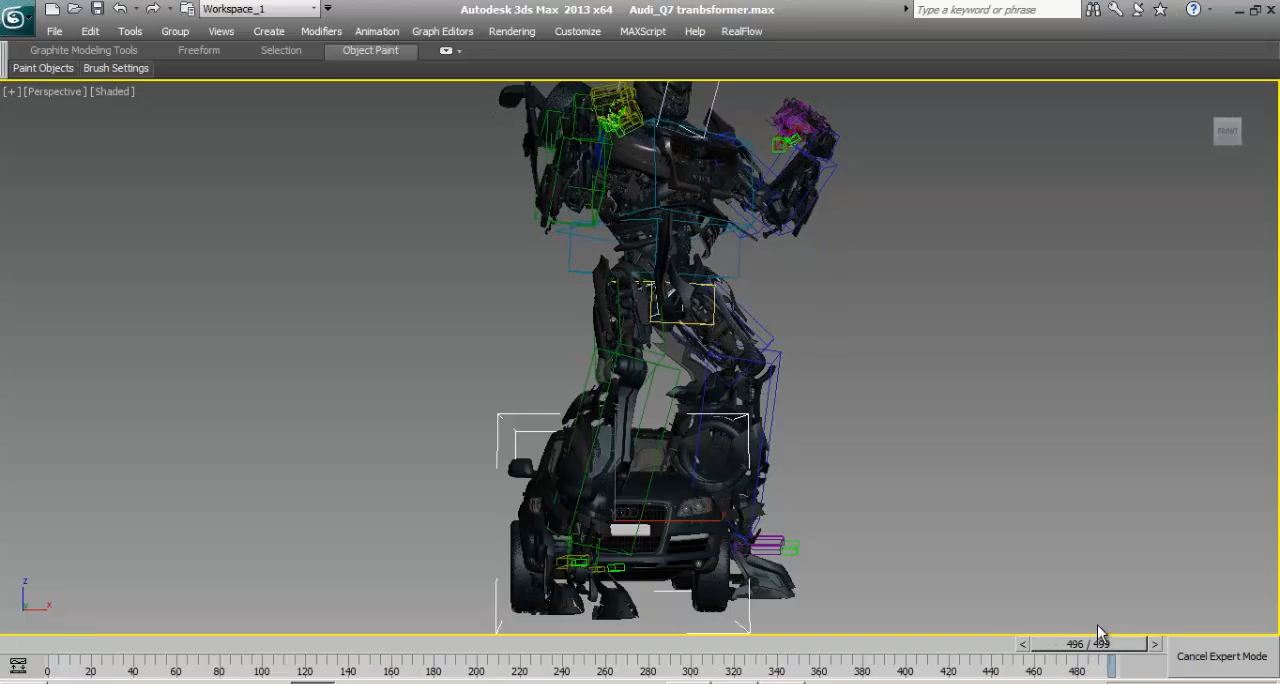 Workspace_1
Autodesk 3ds Max 2013 x64 Audi_Q7 tranbsformer.max
Type a keyword or phrase
File Edit Tools Group Views Create Modifiers Animation Graph Editors Rendering Customize MAXScript Help RealFlow
Graphite Modeling Tools Freeform Selection Object Paint
Paint Objects Brush Settings
[+] [Perspective] [Shaded]
FRONT
x
z
x
< 496 / 499 >
0 20 40 60 80 100 120 140 160 180 200 220 240 260 280 300 320 340 360 380 400 420 440 460 480
Cancel Expert Mode